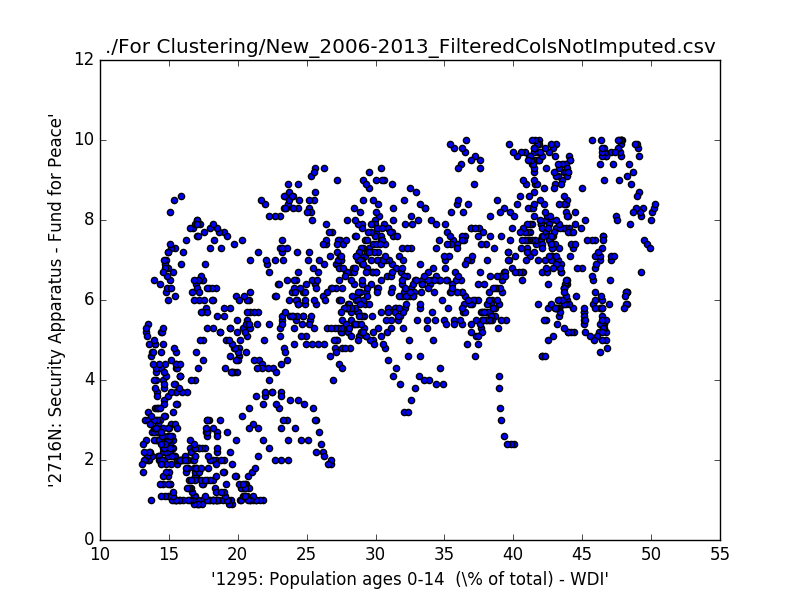 ./For Clustering/New_2006-2013_FilteredColsNotImputed.csv
12
10
8
6
4
2
0
'2716N: Security Apparatus - Fund for Peace'
10 15 20 25 30 35 40 45 50 55
'1295: Population ages 0-14  (\% of total) - WDI'